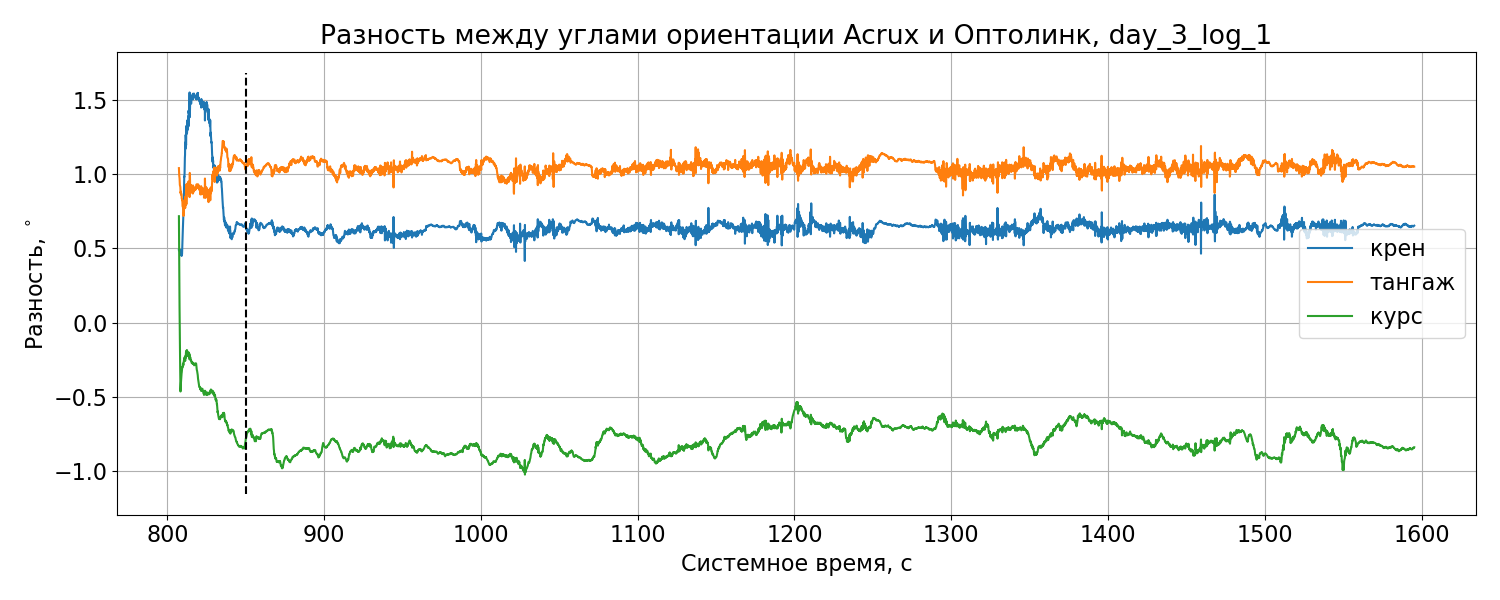 Разность между углами ориентации Acrux и Оптолинк, day_3_log_1
Разность, °
1.5
1.0
0.5
0.0
−0.5
−1.0
крен
тангаж
курс
800 900 1000 1100 1200 1300 1400 1500 1600
Системное время, с